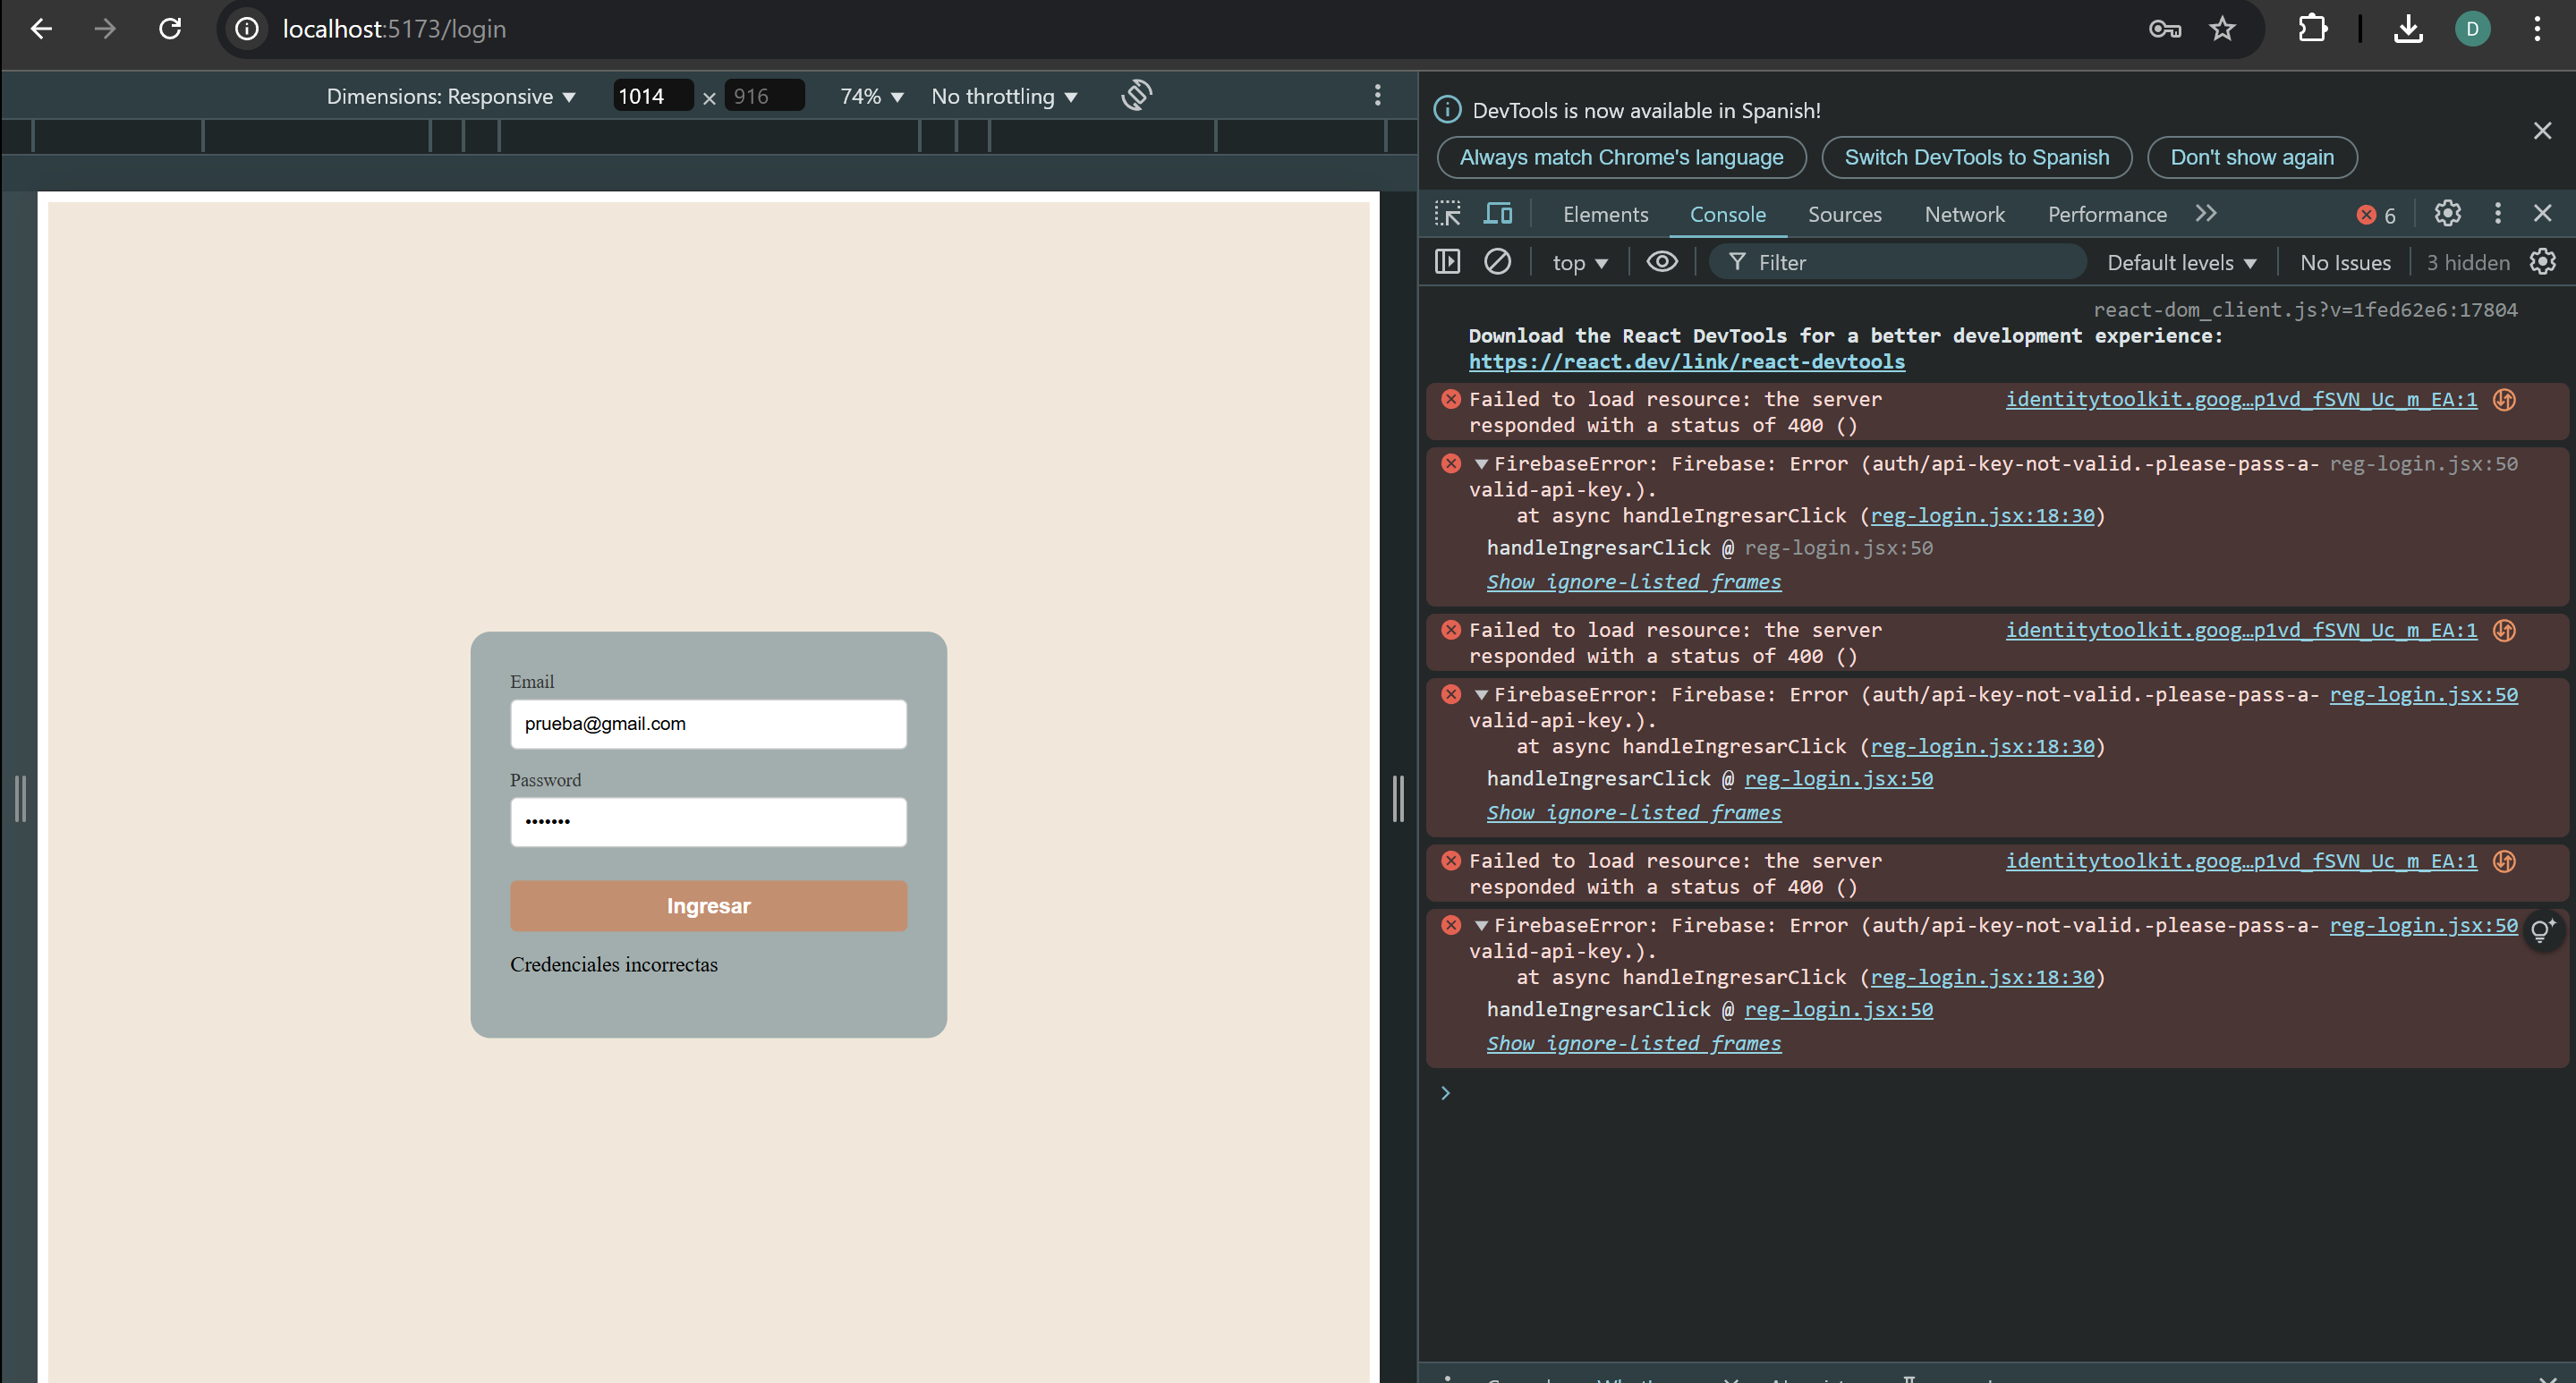 localhost:5173/login
D
Dimensions: Responsive
1014 × 916
74%
No throttling
Email
prueba@gmail.com
Password
•••••••
Ingresar
Credenciales incorrectas
DevTools is now available in Spanish!
Always match Chrome's language
Switch DevTools to Spanish
Don't show again
Elements
Console
Sources
Network
Performance
6
top
Filter
Default levels
No Issues
3 hidden
react-dom_client.js?v=1fed62e6:17804
Download the React DevTools for a better development experience:
https://react.dev/link/react-devtools
Failed to load resource: the server identitytoolkit.goog…p1vd_fSVN_Uc_m_EA:1
responded with a status of 400 ()
FirebaseError: Firebase: Error (auth/api-key-not-valid.-please-pass-a- reg-login.jsx:50
valid-api-key.).
at async handleIngresarClick (reg-login.jsx:18:30)
handleIngresarClick @ reg-login.jsx:50
Show ignore-listed frames
Failed to load resource: the server identitytoolkit.goog…p1vd_fSVN_Uc_m_EA:1
responded with a status of 400 ()
FirebaseError: Firebase: Error (auth/api-key-not-valid.-please-pass-a- reg-login.jsx:50
valid-api-key.).
at async handleIngresarClick (reg-login.jsx:18:30)
handleIngresarClick @ reg-login.jsx:50
Show ignore-listed frames
Failed to load resource: the server identitytoolkit.goog…p1vd_fSVN_Uc_m_EA:1
responded with a status of 400 ()
FirebaseError: Firebase: Error (auth/api-key-not-valid.-please-pass-a- reg-login.jsx:50
valid-api-key.).
at async handleIngresarClick (reg-login.jsx:18:30)
handleIngresarClick @ reg-login.jsx:50
Show ignore-listed frames